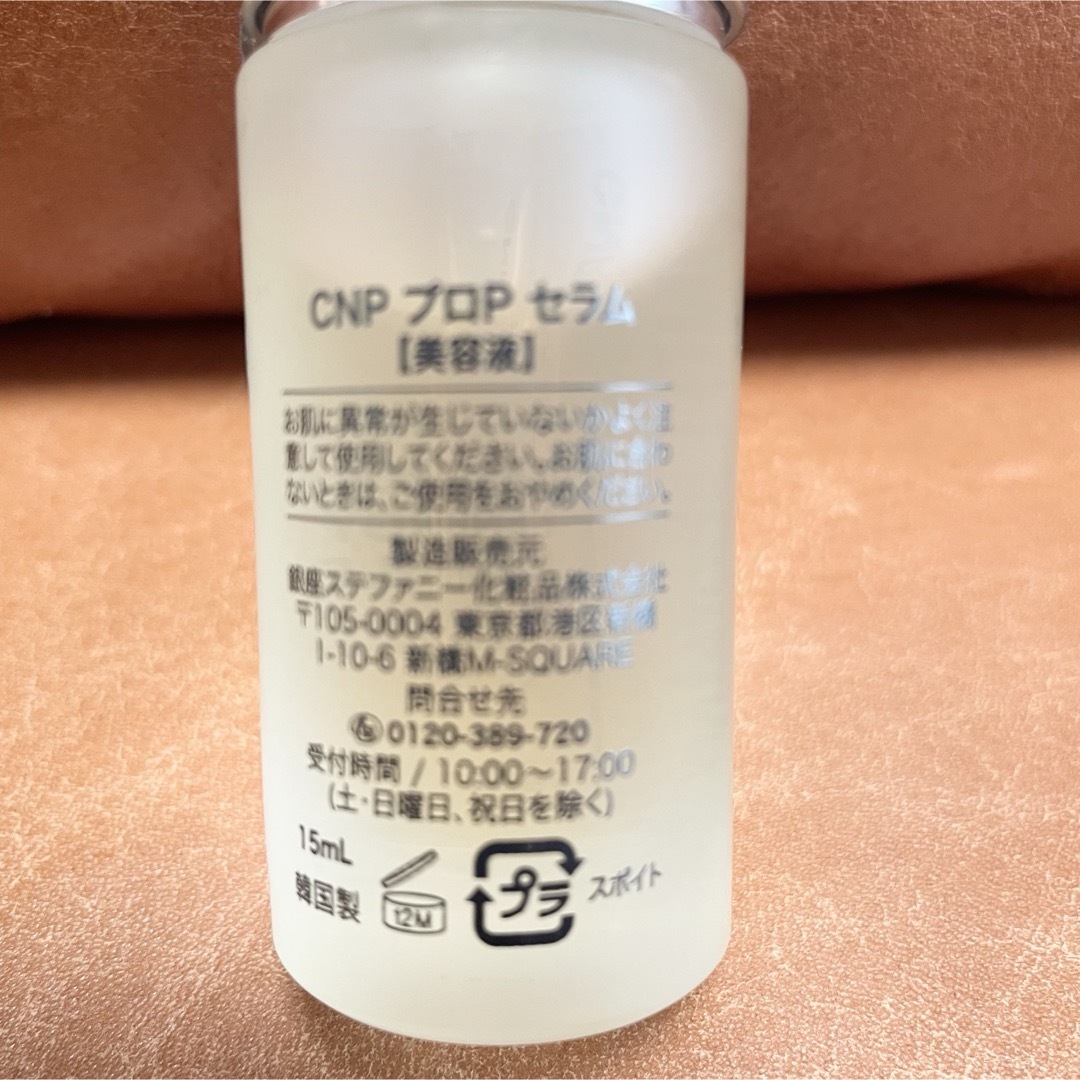 CNP プロP セラム
【美容液】
お肌に異常が生じていないかよく注
意して使用してください。お肌に合わ
ないときは、ご使用をおやめください。
製造販売元
銀座ステファニー化粧品株式会社
〒105-0004 東京都港区新橋
1-10-6 新橋M-SQUARE
問合せ先
0120-389-720
受付時間 / 10:00～17:00
(土・日曜日、祝日を除く)
15mL
韓国製
12M
プラ
スポイト